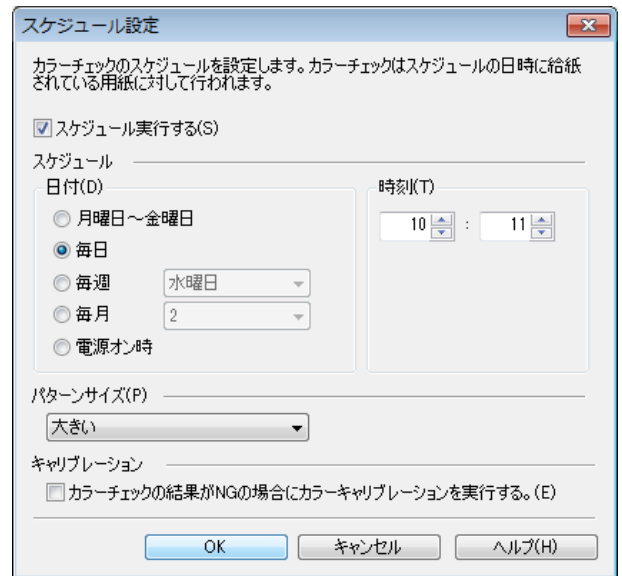 スケジュール設定
カラーチェックのスケジュールを設定します。カラーチェックはスケジュールの日時に給紙
されている用紙に対して行われます。
スケジュール実行する(S)
スケジュール
日付(D)
時刻(T)
月曜日～金曜日
10 : 11
毎日
毎週 水曜日
毎月 2
電源オン時
パターンサイズ(P)
大きい
キャリブレーション
カラーチェックの結果がNGの場合にカラーキャリブレーションを実行する。(E)
OK キャンセル ヘルプ(H)